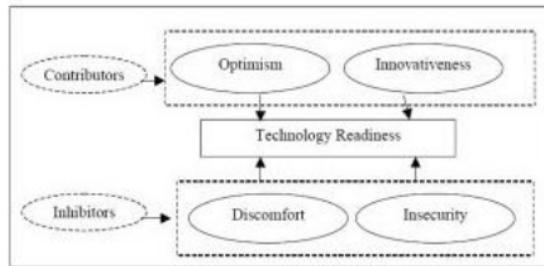 Optimism
Innovativeness
Contributors
Technology Readiness
Inhibitors
Discomfort
Insecurity